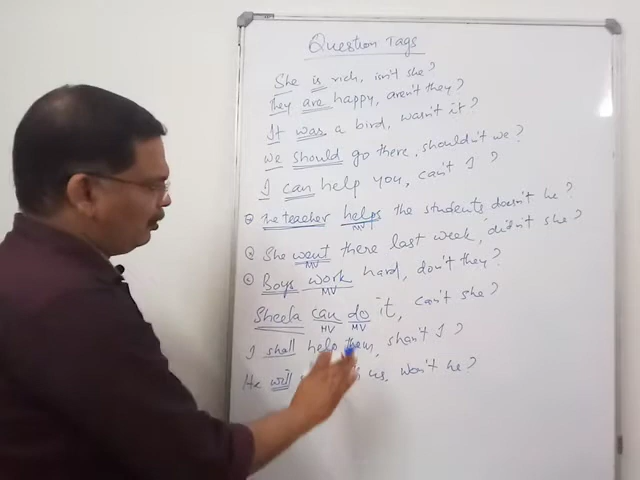 Question Tags
She is rich, isn't she?
They are happy, aren't they?
It was a bird, wasn't it?
We should go there, shouldn't we?
I can help you, can't I?
The teacher helps the students, doesn't he?
MV
She went there last week, didn't she?
MV
Boys work hard, don't they?
MV
Sheela can do it, can't she?
HV MV
I shall help them, shan't I?
He will us, won't he?